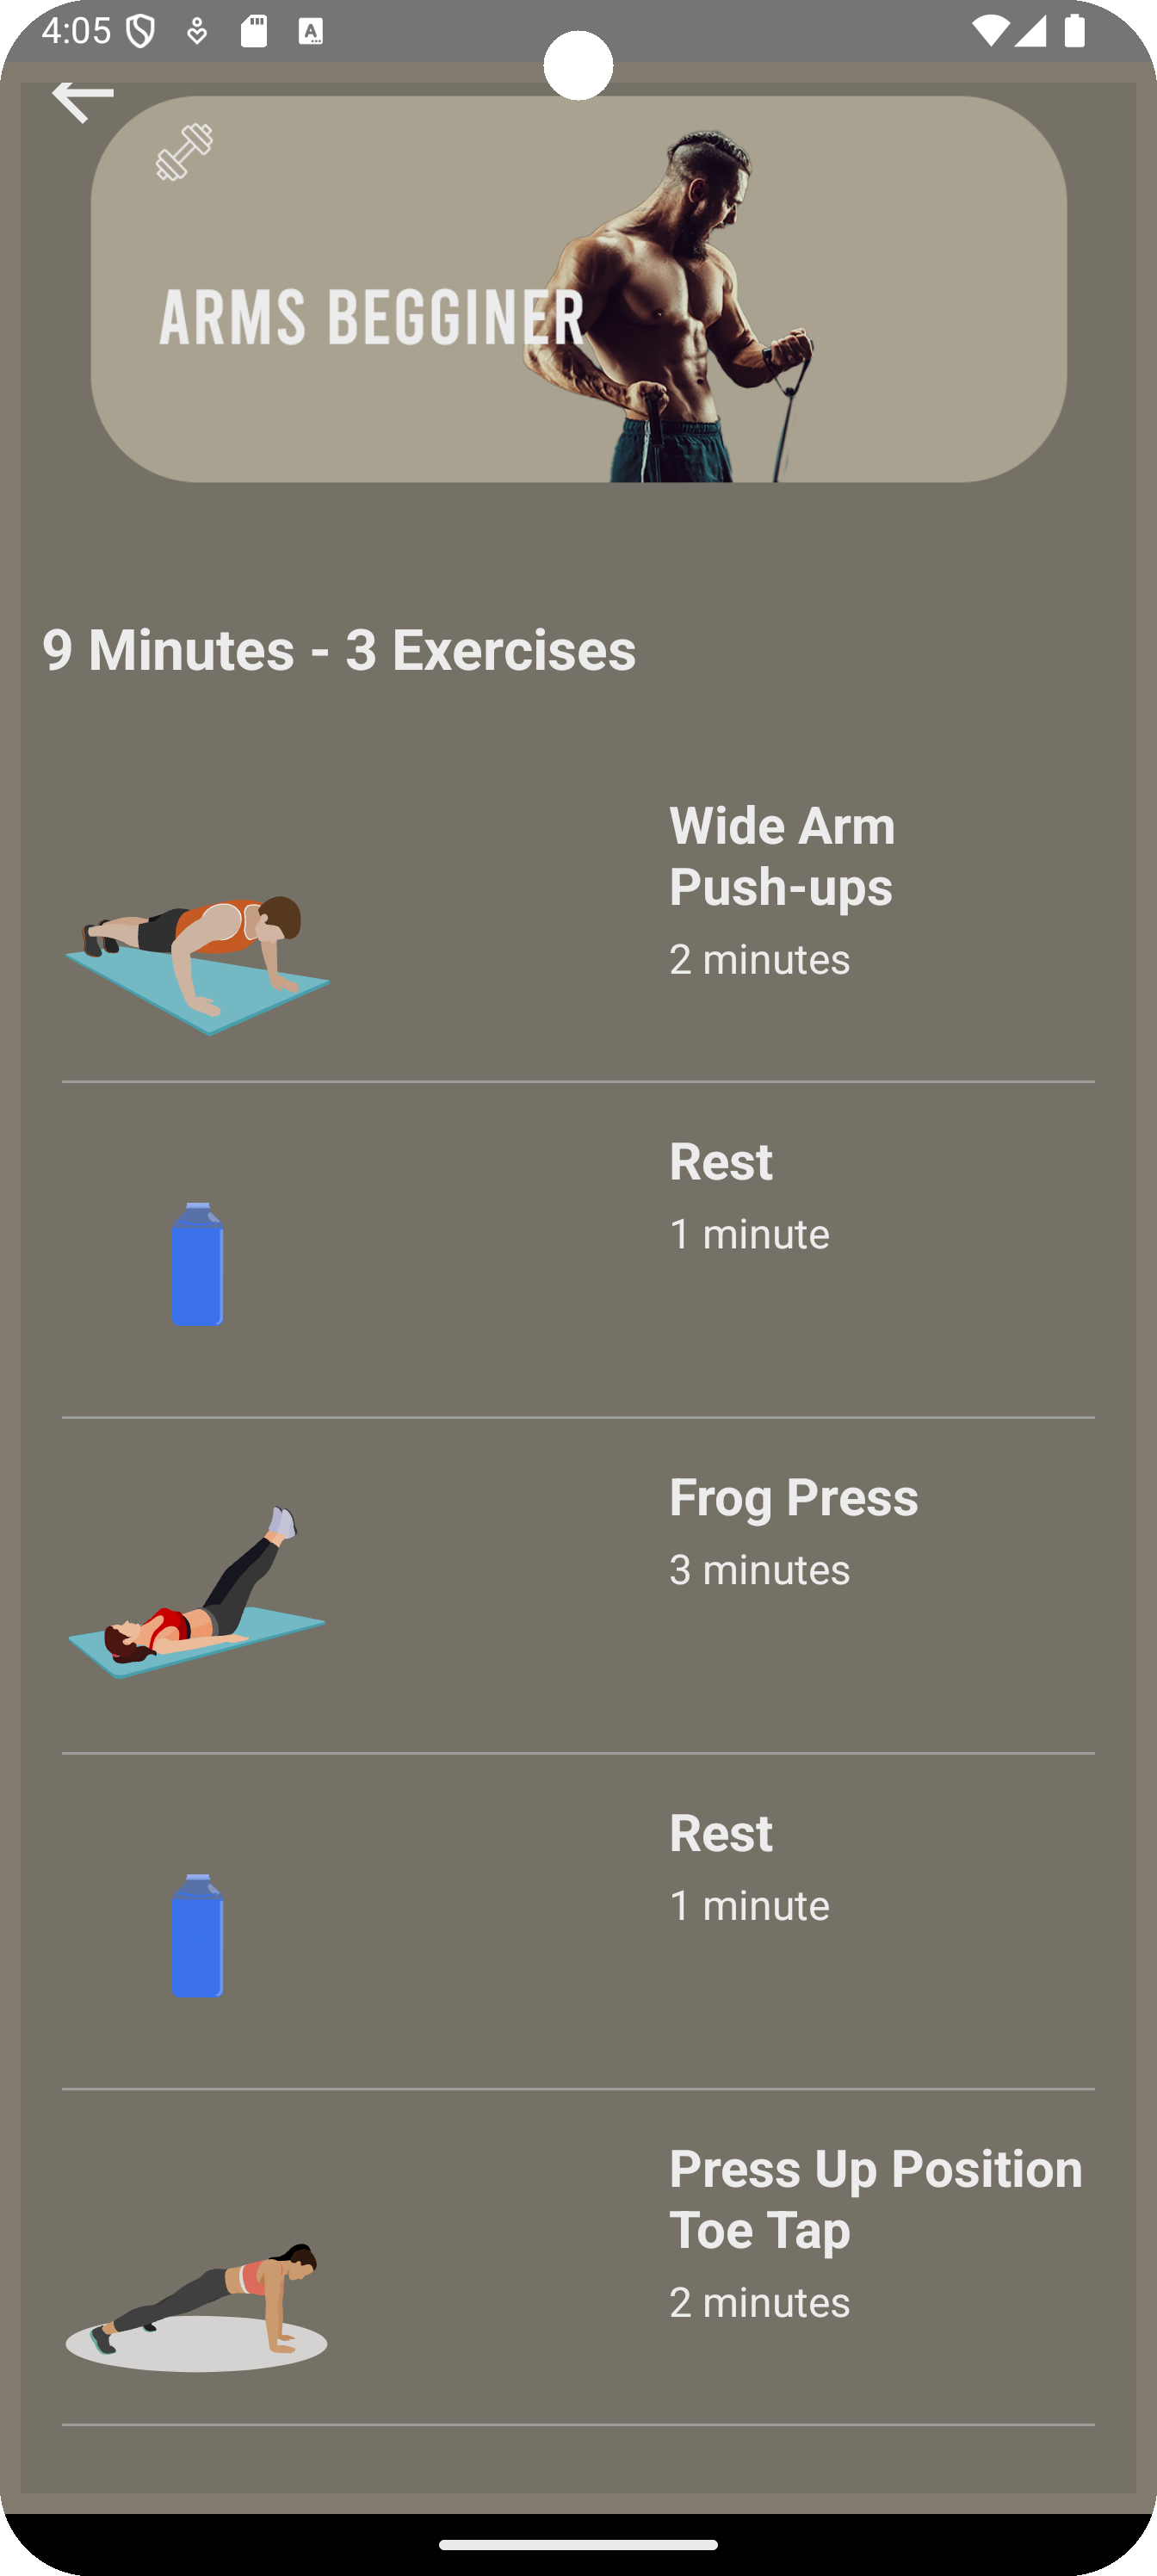 4:05
A
ARMS BEGGINER
9 Minutes - 3 Exercises
Wide Arm
Push-ups
2 minutes
Rest
1 minute
Frog Press
3 minutes
Rest
1 minute
Press Up Position
Toe Tap
2 minutes